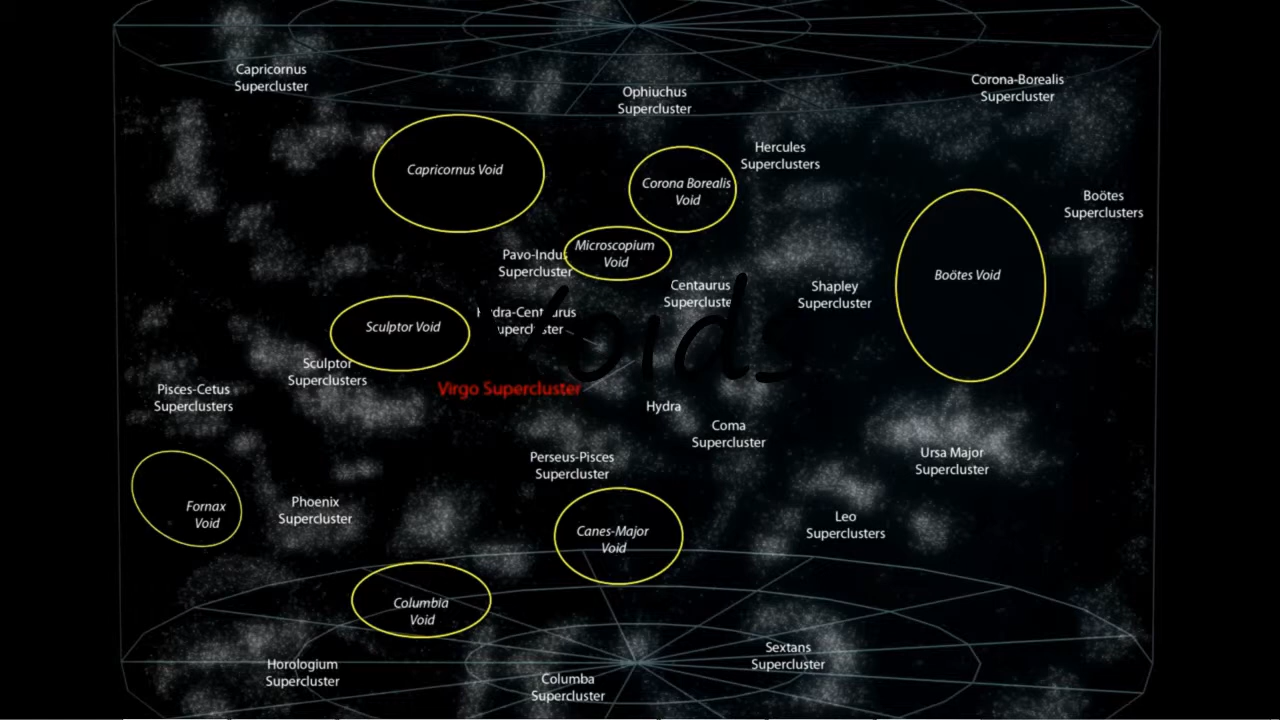 Capricornus
Supercluster
Ophiuchus
Supercluster
Corona-Borealis
Supercluster
Hercules
Superclusters
Capricornus Void
Corona Borealis
Void
Boötes
Superclusters
Microscopium
Void
Pavo-Indus
Supercluster
Boötes Void
Centaurus
Supercluster
Shapley
Supercluster
Sculptor Void
Sculptor
Superclusters
Virgo Supercluster
Pisces-Cetus
Superclusters
Hydra
Coma
Supercluster
Ursa Major
Supercluster
Perseus-Pisces
Supercluster
Fornax
Void
Phoenix
Supercluster
Canes-Major
Void
Leo
Superclusters
Columbia
Void
Horologium
Supercluster
Columba
Supercluster
Sextans
Supercluster